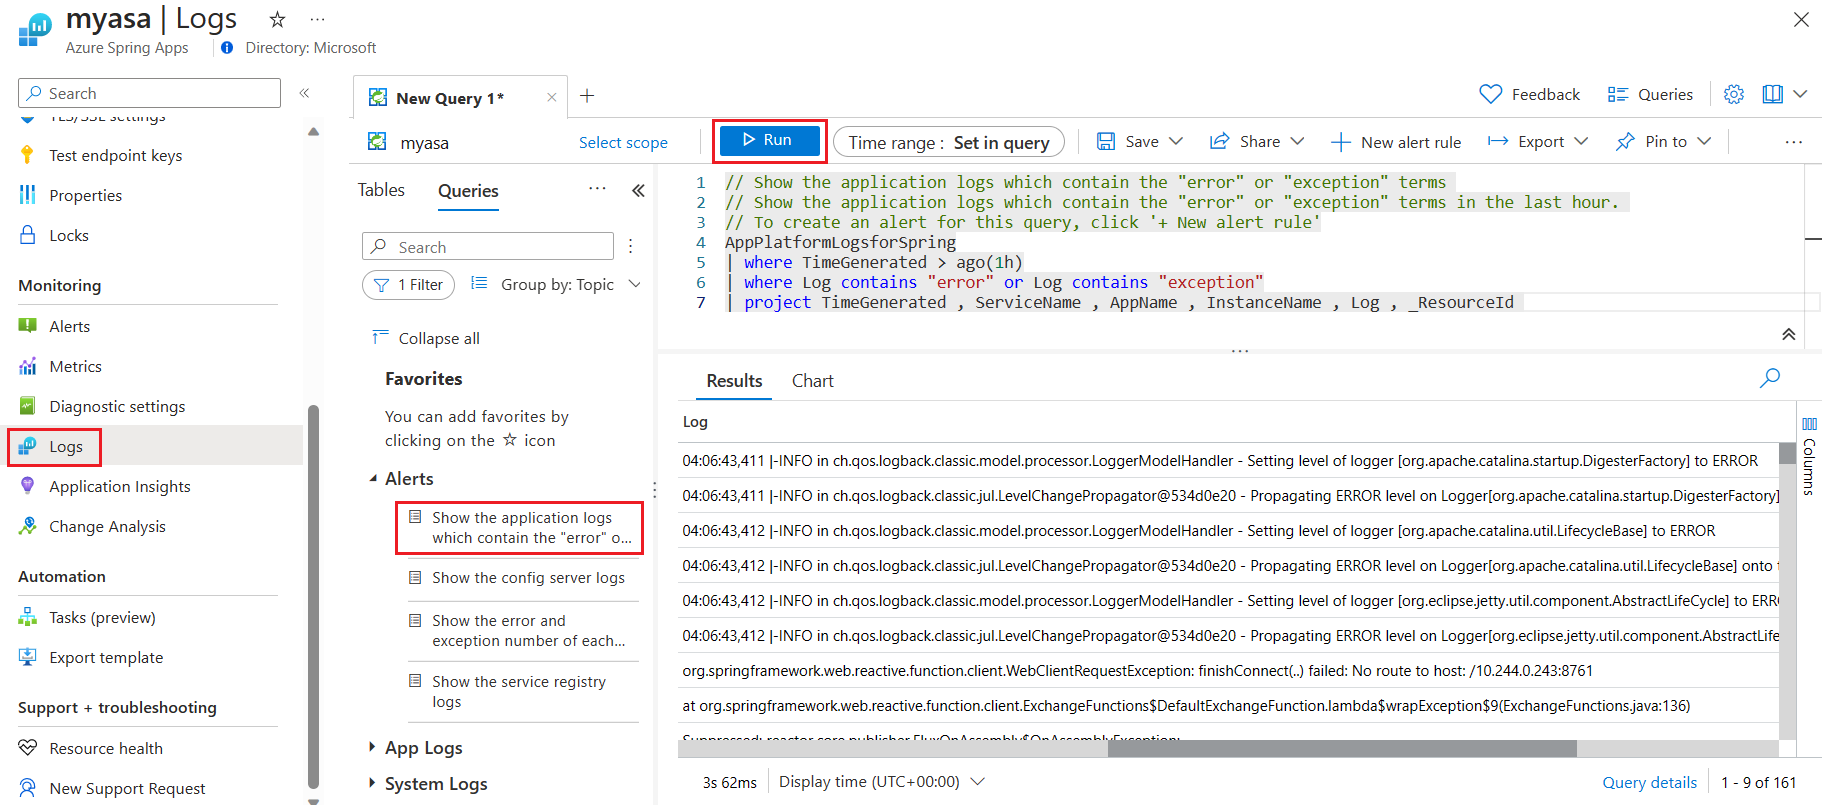 myasa | Logs
Azure Spring Apps
Directory: Microsoft
Search
TLS/SSL settings
Test endpoint keys
Properties
Locks
Monitoring
Alerts
Metrics
Diagnostic settings
Logs
Application Insights
Change Analysis
Automation
Tasks (preview)
Export template
Support + troubleshooting
Resource health
New Support Request
New Query 1*
Feedback
Queries
myasa
Select scope
Run
Time range : Set in query
Save
Share
New alert rule
Export
Pin to
Tables
Queries
Search
1 Filter
Group by: Topic
Collapse all
Favorites
You can add favorites by
clicking on the ☆ icon
Alerts
Show the application logs
which contain the "error" o...
Show the config server logs
Show the error and
exception number of each...
Show the service registry
logs
App Logs
System Logs
1 // Show the application logs which contain the "error" or "exception" terms
2 // Show the application logs which contain the "error" or "exception" terms in the last hour.
3 // To create an alert for this query, click '+ New alert rule'
4 AppPlatformLogsforSpring
5 | where TimeGenerated > ago(1h)
6 | where Log contains "error" or Log contains "exception"
7 | project TimeGenerated , ServiceName , AppName , InstanceName , Log , _ResourceId
Results
Chart
Log
04:06:43,411 |-INFO in ch.qos.logback.classic.model.processor.LoggerModelHandler - Setting level of logger [org.apache.catalina.startup.DigesterFactory] to ERROR
04:06:43,411 |-INFO in ch.qos.logback.classic.jul.LevelChangePropagator@534d0e20 - Propagating ERROR level on Logger[org.apache.catalina.startup.DigesterFactory]
04:06:43,412 |-INFO in ch.qos.logback.classic.model.processor.LoggerModelHandler - Setting level of logger [org.apache.catalina.util.LifecycleBase] to ERROR
04:06:43,412 |-INFO in ch.qos.logback.classic.jul.LevelChangePropagator@534d0e20 - Propagating ERROR level on Logger[org.apache.catalina.util.LifecycleBase] onto
04:06:43,412 |-INFO in ch.qos.logback.classic.model.processor.LoggerModelHandler - Setting level of logger [org.eclipse.jetty.util.component.AbstractLifeCycle] to ERR
04:06:43,412 |-INFO in ch.qos.logback.classic.jul.LevelChangePropagator@534d0e20 - Propagating ERROR level on Logger[org.eclipse.jetty.util.component.AbstractLife
org.springframework.web.reactive.function.client.WebClientRequestException: finishConnect(..) failed: No route to host: /10.244.0.243:8761
at org.springframework.web.reactive.function.client.ExchangeFunctions$DefaultExchangeFunction.lambda$wrapException$9(ExchangeFunctions.java:136)
Suppressed: reactor.core.publisher.FluxOnAssembly$OnAssemblyException:
Columns
3s 62ms
Display time (UTC+00:00)
Query details
1 - 9 of 161